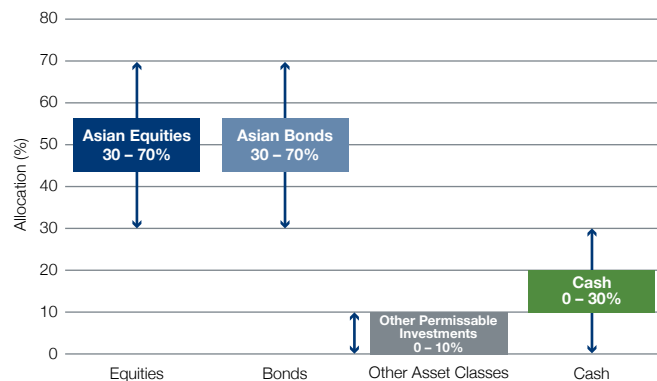 80
70
60
50
40
30
20
10
0
Allocation (%)
Asian Equities
30 – 70%
Asian Bonds
30 – 70%
Other Permissable
Investments
0 – 10%
Cash
0 – 30%
Equities
Bonds
Other Asset Classes
Cash